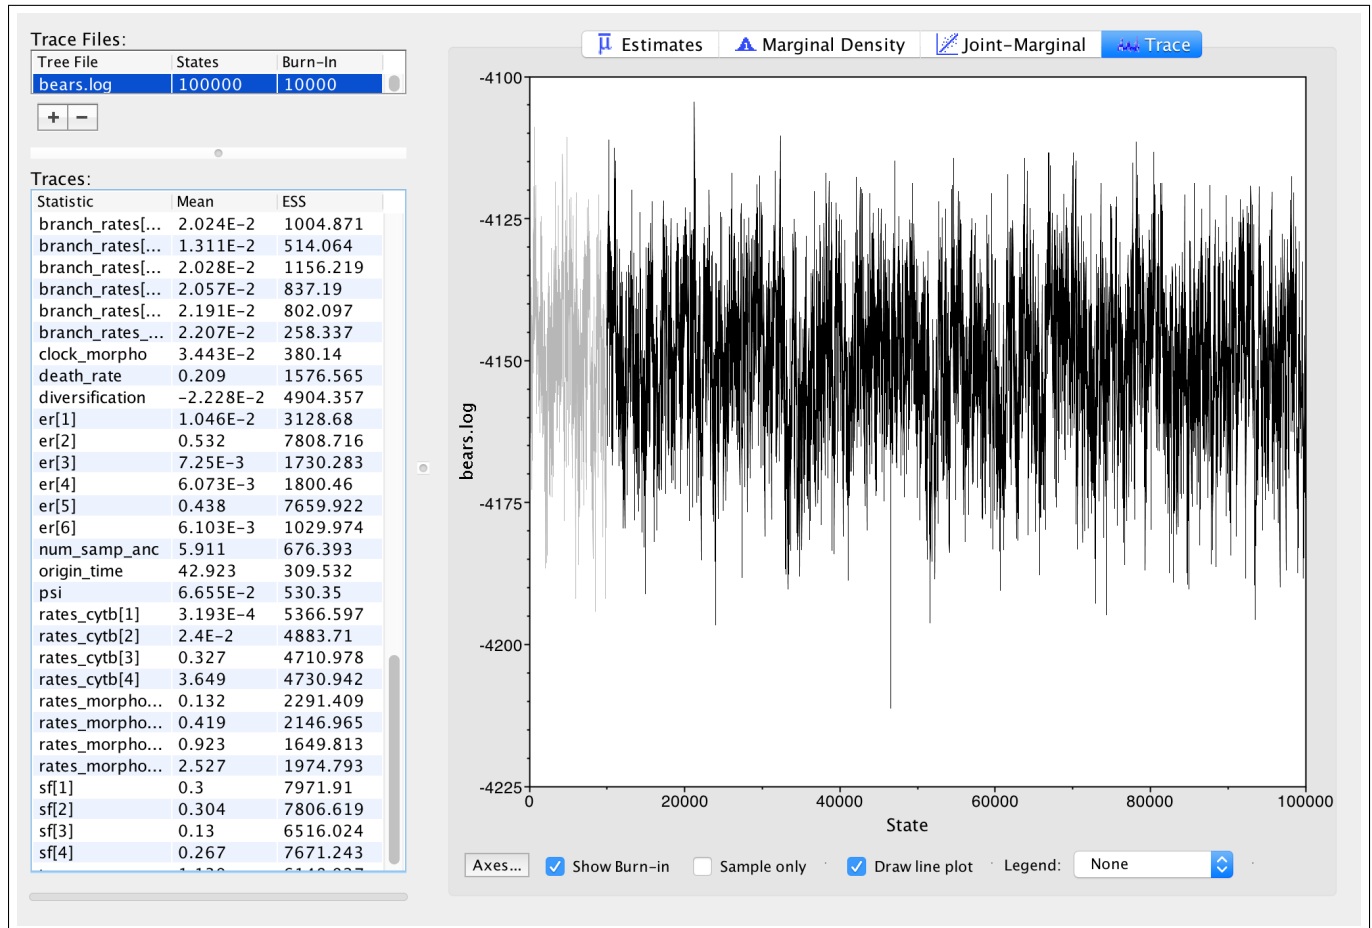 Trace Files:
Tree File States Burn-In
bears.log 100000 10000
+ −
Traces:
Statistic Mean ESS
branch_rates[... 2.024E-2 1004.871
branch_rates[... 1.311E-2 514.064
branch_rates[... 2.028E-2 1156.219
branch_rates[... 2.057E-2 837.19
branch_rates[... 2.191E-2 802.097
branch_rates_... 2.207E-2 258.337
clock_morpho 3.443E-2 380.14
death_rate 0.209 1576.565
diversification -2.228E-2 4904.357
er[1] 1.046E-2 3128.68
er[2] 0.532 7808.716
er[3] 7.25E-3 1730.283
er[4] 6.073E-3 1800.46
er[5] 0.438 7659.922
er[6] 6.103E-3 1029.974
num_samp_anc 5.911 676.393
origin_time 42.923 309.532
psi 6.655E-2 530.35
rates_cytb[1] 3.193E-4 5366.597
rates_cytb[2] 2.4E-2 4883.71
rates_cytb[3] 0.327 4710.978
rates_cytb[4] 3.649 4730.942
rates_morpho... 0.132 2291.409
rates_morpho... 0.419 2146.965
rates_morpho... 0.923 1649.813
rates_morpho... 2.527 1974.793
sf[1] 0.3 7971.91
sf[2] 0.304 7806.619
sf[3] 0.13 6516.024
sf[4] 0.267 7671.243
μ Estimates Marginal Density Joint-Marginal Trace
-4100
-4125
-4150
-4175
-4200
-4225
bears.log
0 20000 40000 60000 80000 100000
State
Axes... Show Burn-in Sample only Draw line plot Legend: None